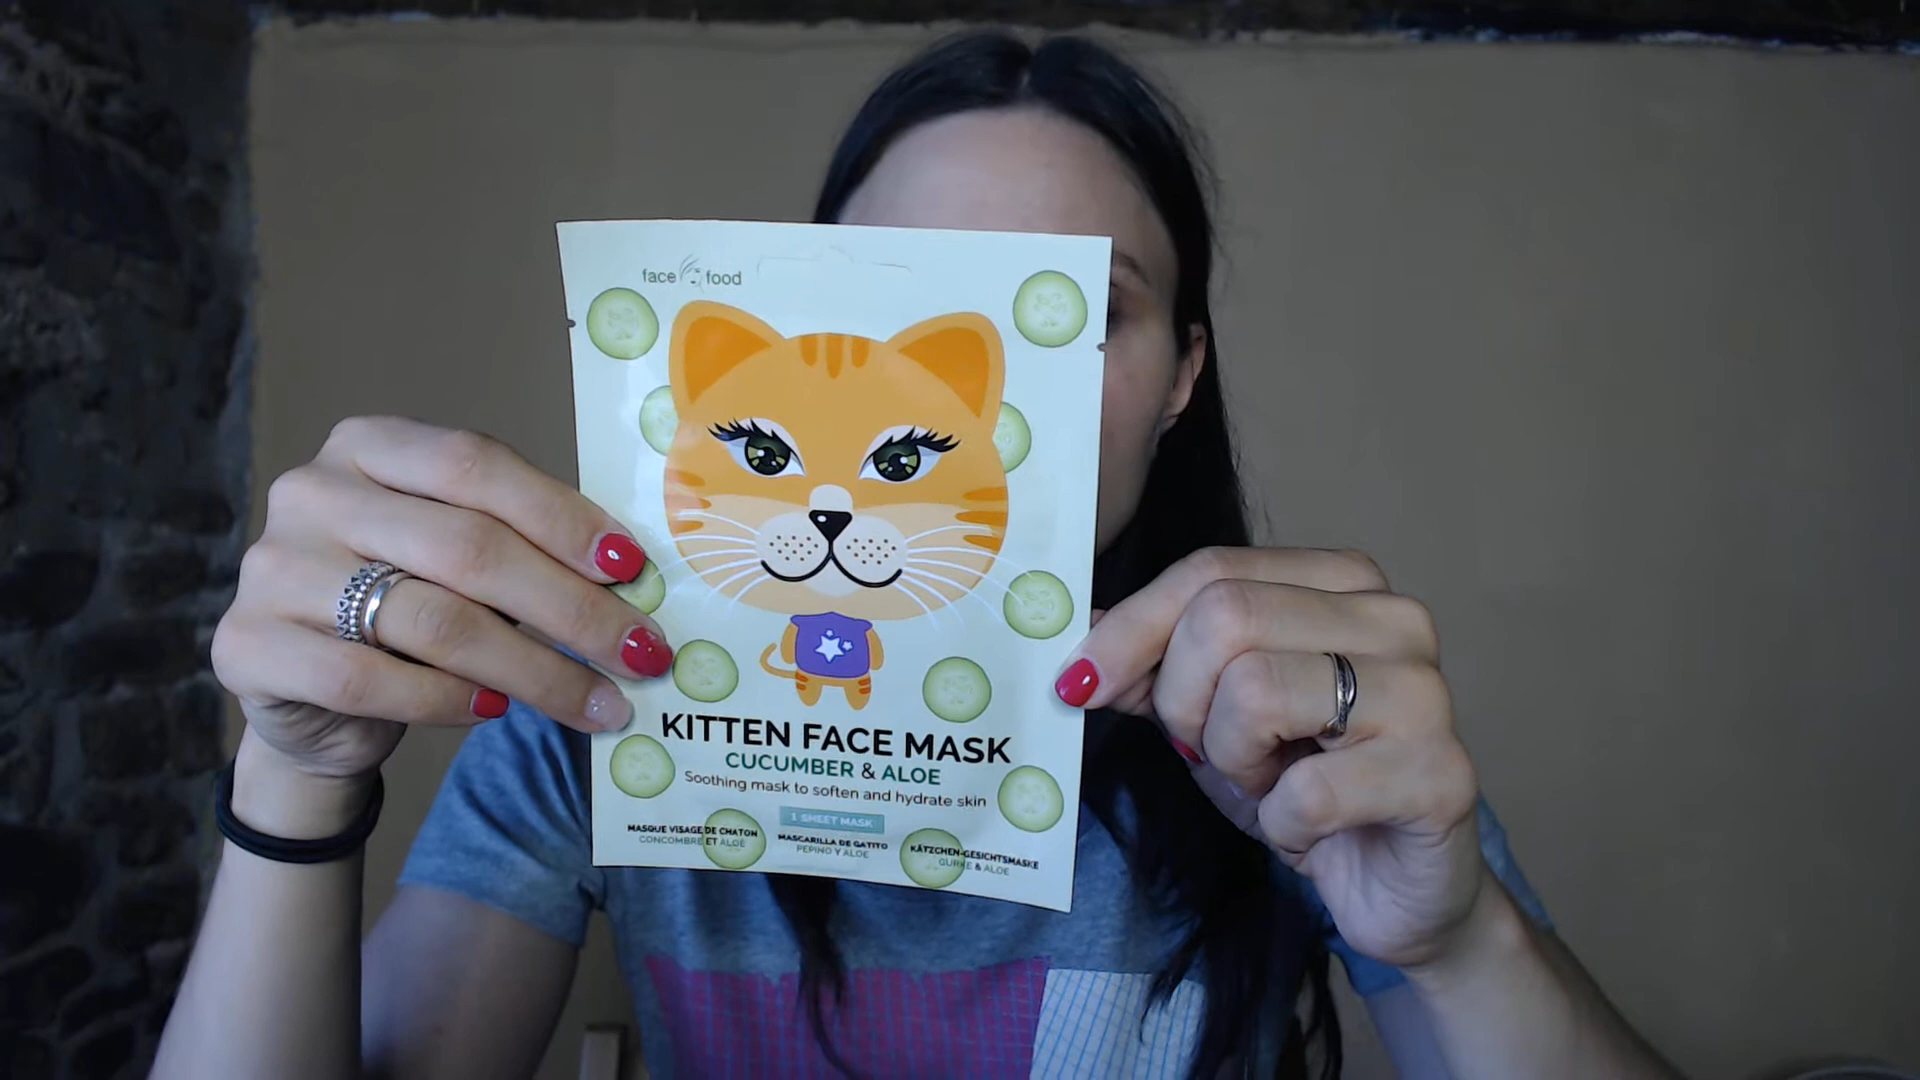 face food
KITTEN FACE MASK
CUCUMBER & ALOE
Soothing mask to soften and hydrate skin
1 SHEET MASK
MASQUE VISAGE DE CHATON
CONCOMBRE ET ALOÈ
MASCARILLA DE GATITO
PEPINO Y ALOE
KÄTZCHEN-GESICHTSMASKE
GURKE & ALOE